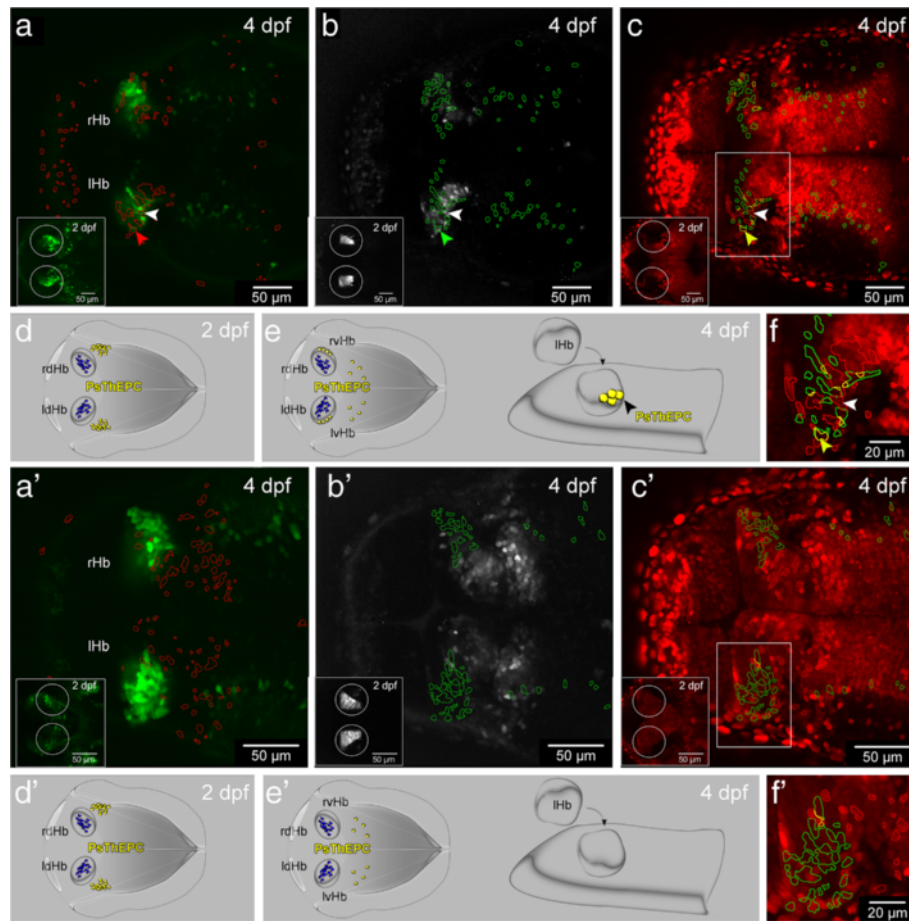 a 4 dpf
rHb
lHb
2 dpf
50 µm
50 µm
b 4 dpf
2 dpf
50 µm
50 µm
c 4 dpf
2 dpf
50 µm
50 µm
d 2 dpf
rdHb
PsThEPC
ldHb
e 4 dpf
rvHb
rdHb
PsThEPC
ldHb
lvHb
lHb
PsThEPC
f
20 µm
a’ 4 dpf
rHb
lHb
2 dpf
50 µm
50 µm
b’ 4 dpf
2 dpf
50 µm
50 µm
c’ 4 dpf
2 dpf
50 µm
50 µm
d’ 2 dpf
rdHb
PsThEPC
ldHb
e’ 4 dpf
rvHb
rdHb
PsThEPC
ldHb
lvHb
lHb
f’
20 µm